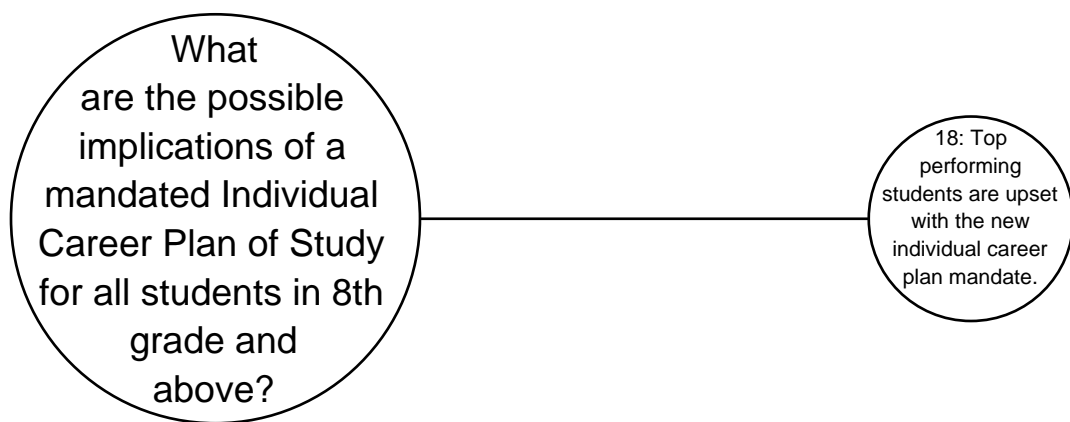 What
are the possible
implications of a
mandated Individual
Career Plan of Study
for all students in 8th
grade and
above?
18: Top
performing
students are upset
with the new
individual career
plan mandate.